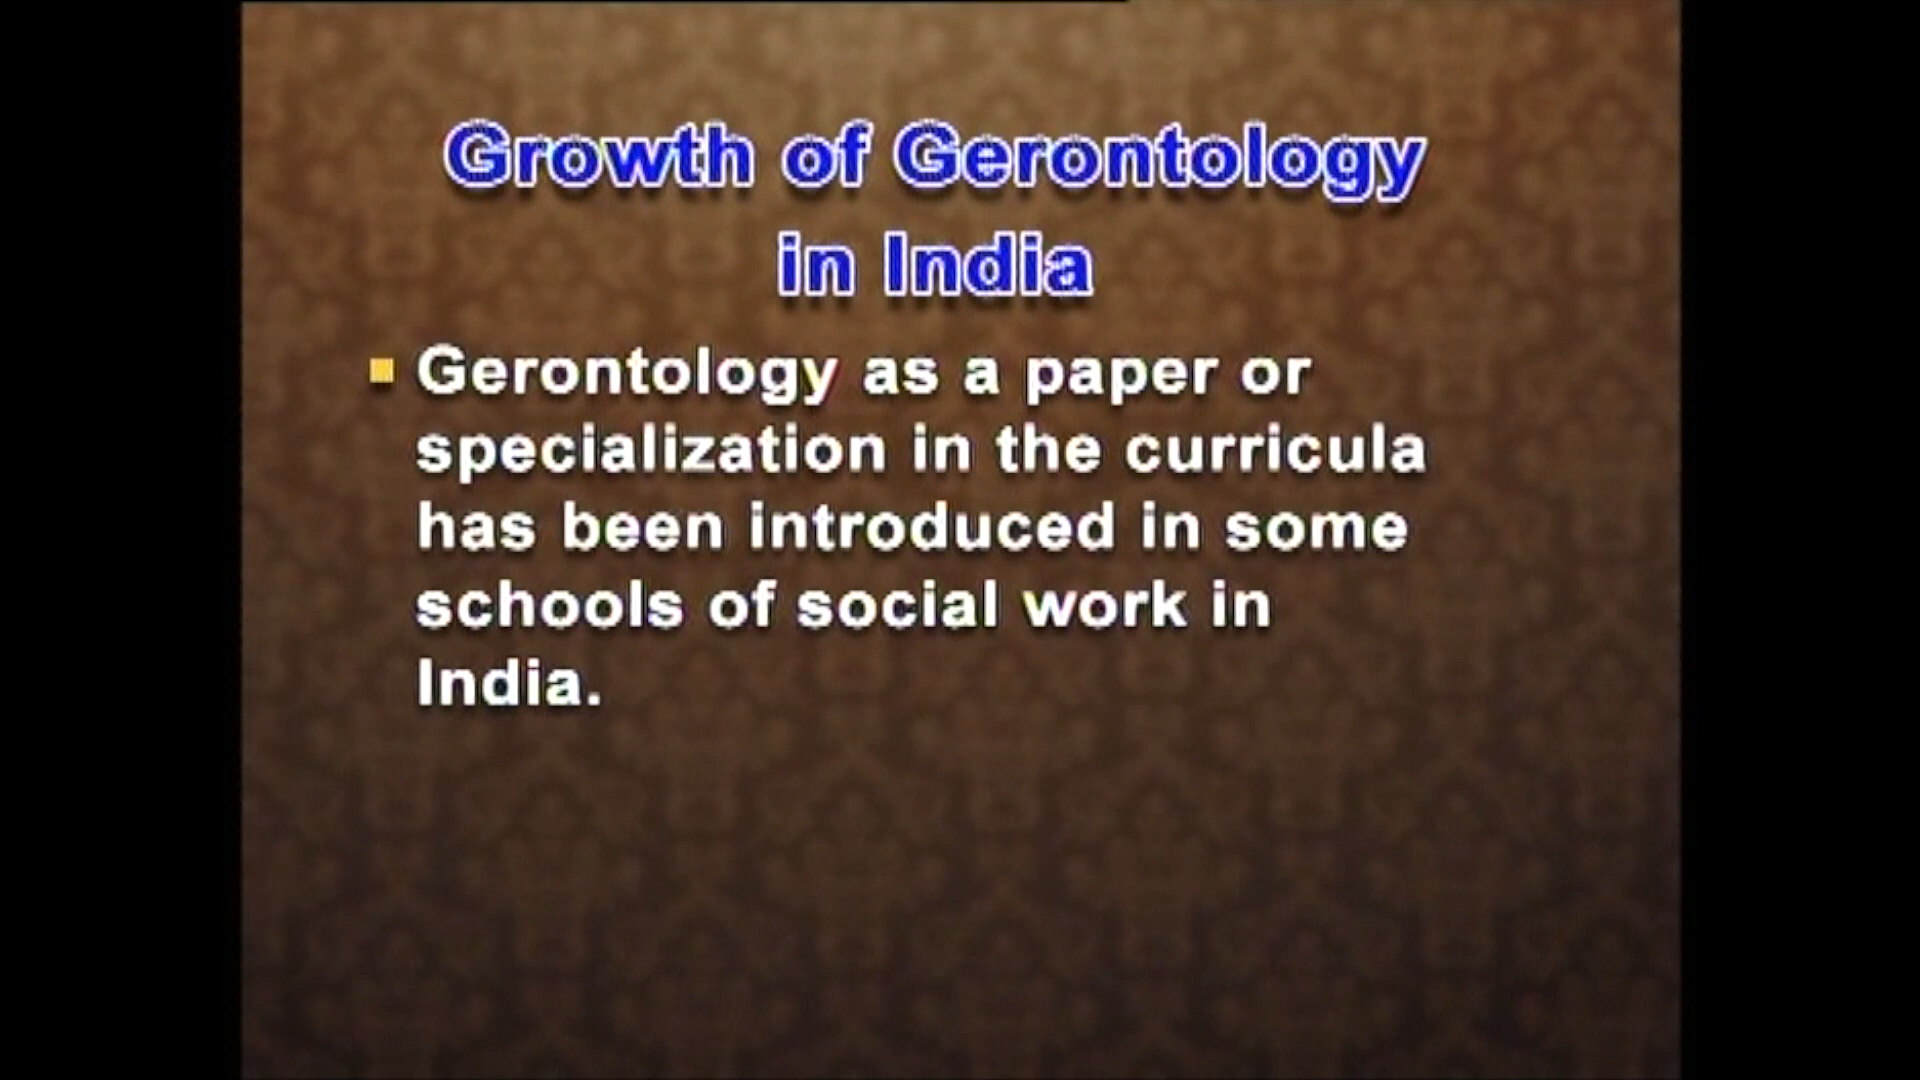 Growth of Gerontology
in India
Gerontology as a paper or
specialization in the curricula
has been introduced in some
schools of social work in
India.